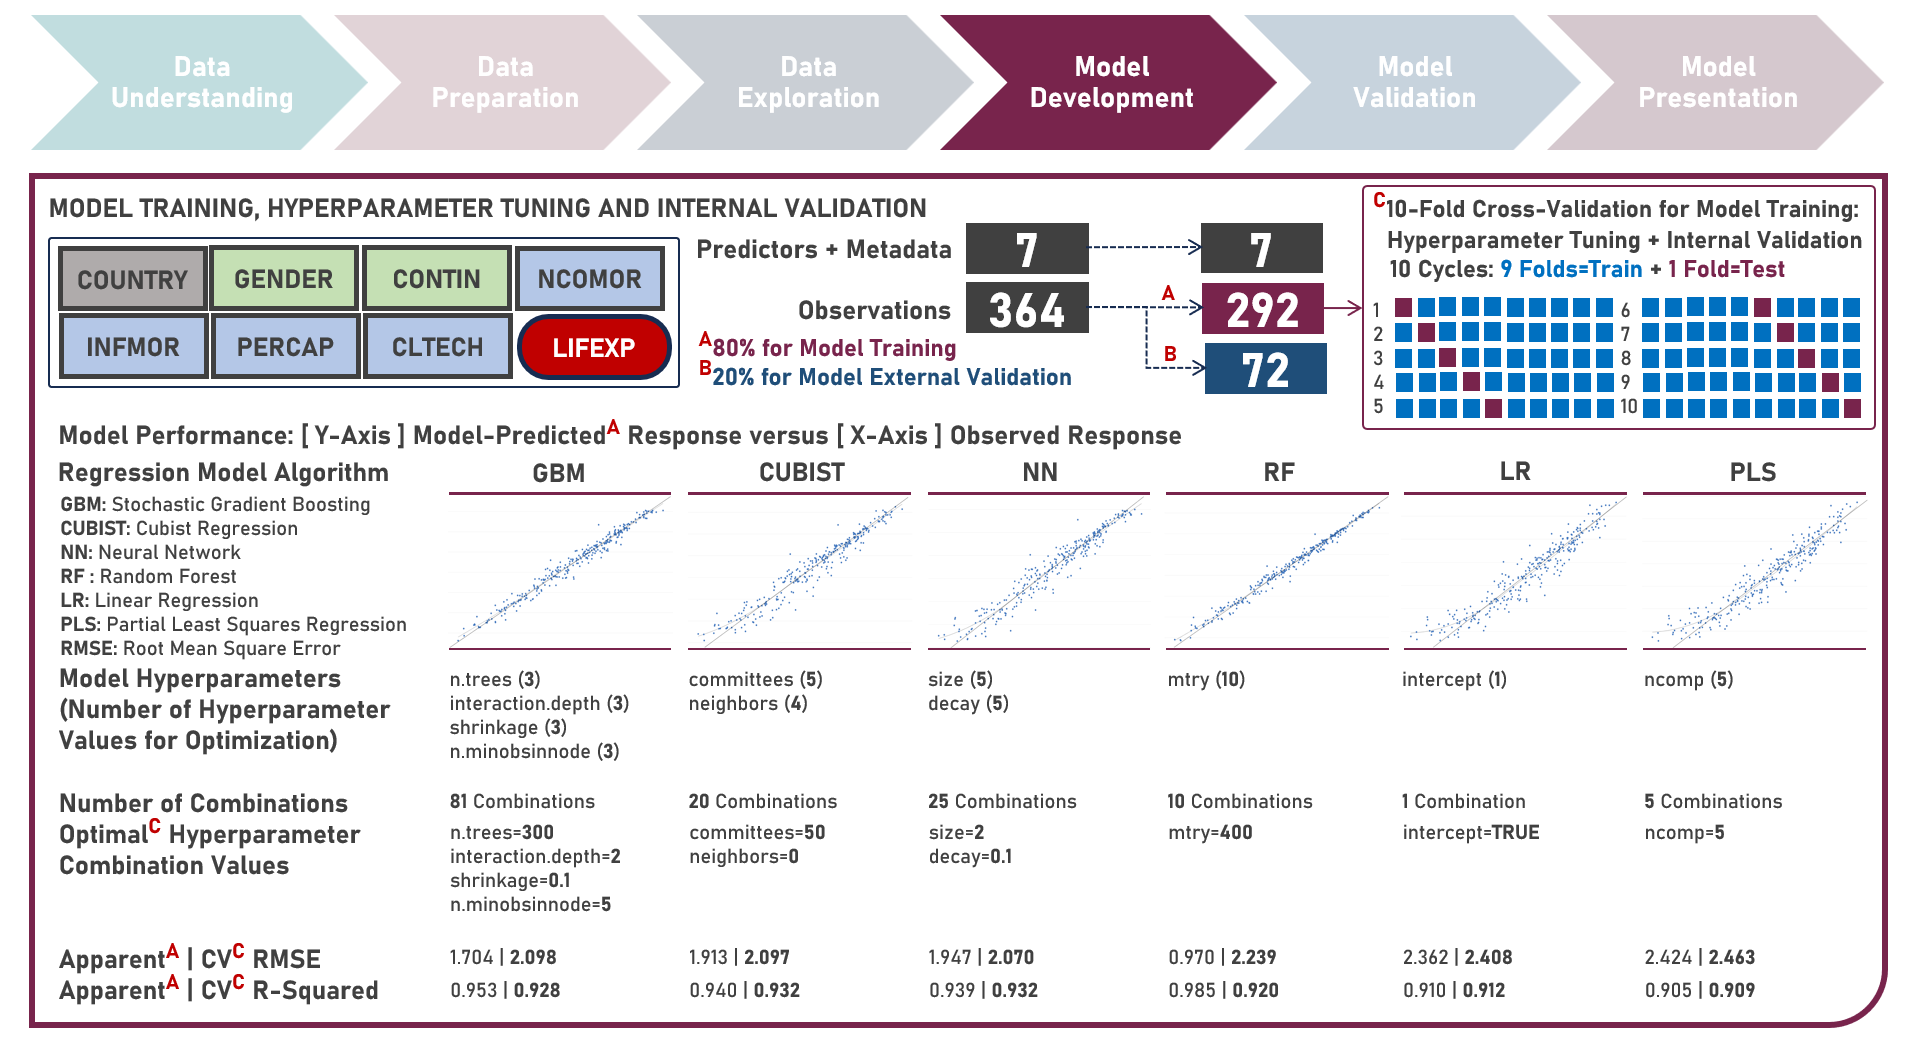 Data Understanding
Data Preparation
Data Exploration
Model Development
Model Validation
Model Presentation
MODEL TRAINING, HYPERPARAMETER TUNING AND INTERNAL VALIDATION
COUNTRY GENDER CONTIN NCOMOR
INFMOR PERCAP CLTECH LIFEXP
Predictors + Metadata 7 7
Observations 364 A 292
B 72
A80% for Model Training
B20% for Model External Validation
C10-Fold Cross-Validation for Model Training:
Hyperparameter Tuning + Internal Validation
10 Cycles: 9 Folds=Train + 1 Fold=Test
1 6
2 7
3 8
4 9
5 10
Model Performance: [ Y-Axis ] Model-PredictedA Response versus [ X-Axis ] Observed Response
Regression Model Algorithm GBM CUBIST NN RF LR PLS
GBM: Stochastic Gradient Boosting
CUBIST: Cubist Regression
NN: Neural Network
RF : Random Forest
LR: Linear Regression
PLS: Partial Least Squares Regression
RMSE: Root Mean Square Error
Model Hyperparameters
(Number of Hyperparameter
Values for Optimization)
n.trees (3)
interaction.depth (3)
shrinkage (3)
n.minobsinnode (3)
committees (5)
neighbors (4)
size (5)
decay (5)
mtry (10)
intercept (1)
ncomp (5)
Number of Combinations 81 Combinations 20 Combinations 25 Combinations 10 Combinations 1 Combination 5 Combinations
OptimalC Hyperparameter
Combination Values
n.trees=300
interaction.depth=2
shrinkage=0.1
n.minobsinnode=5
committees=50
neighbors=0
size=2
decay=0.1
mtry=400
intercept=TRUE
ncomp=5
ApparentA | CVC RMSE 1.704 | 2.098 1.913 | 2.097 1.947 | 2.070 0.970 | 2.239 2.362 | 2.408 2.424 | 2.463
ApparentA | CVC R-Squared 0.953 | 0.928 0.940 | 0.932 0.939 | 0.932 0.985 | 0.920 0.910 | 0.912 0.905 | 0.909